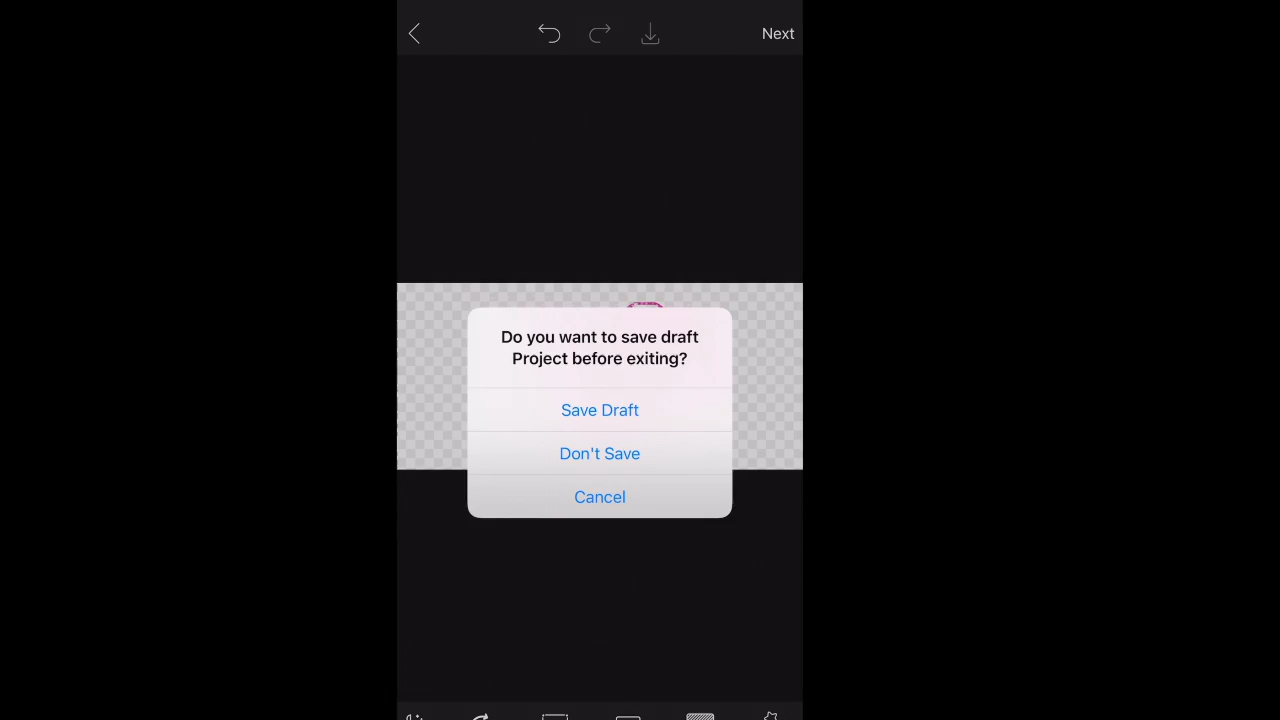 Next
Do you want to save draft
Project before exiting?
Save Draft
Don't Save
Cancel